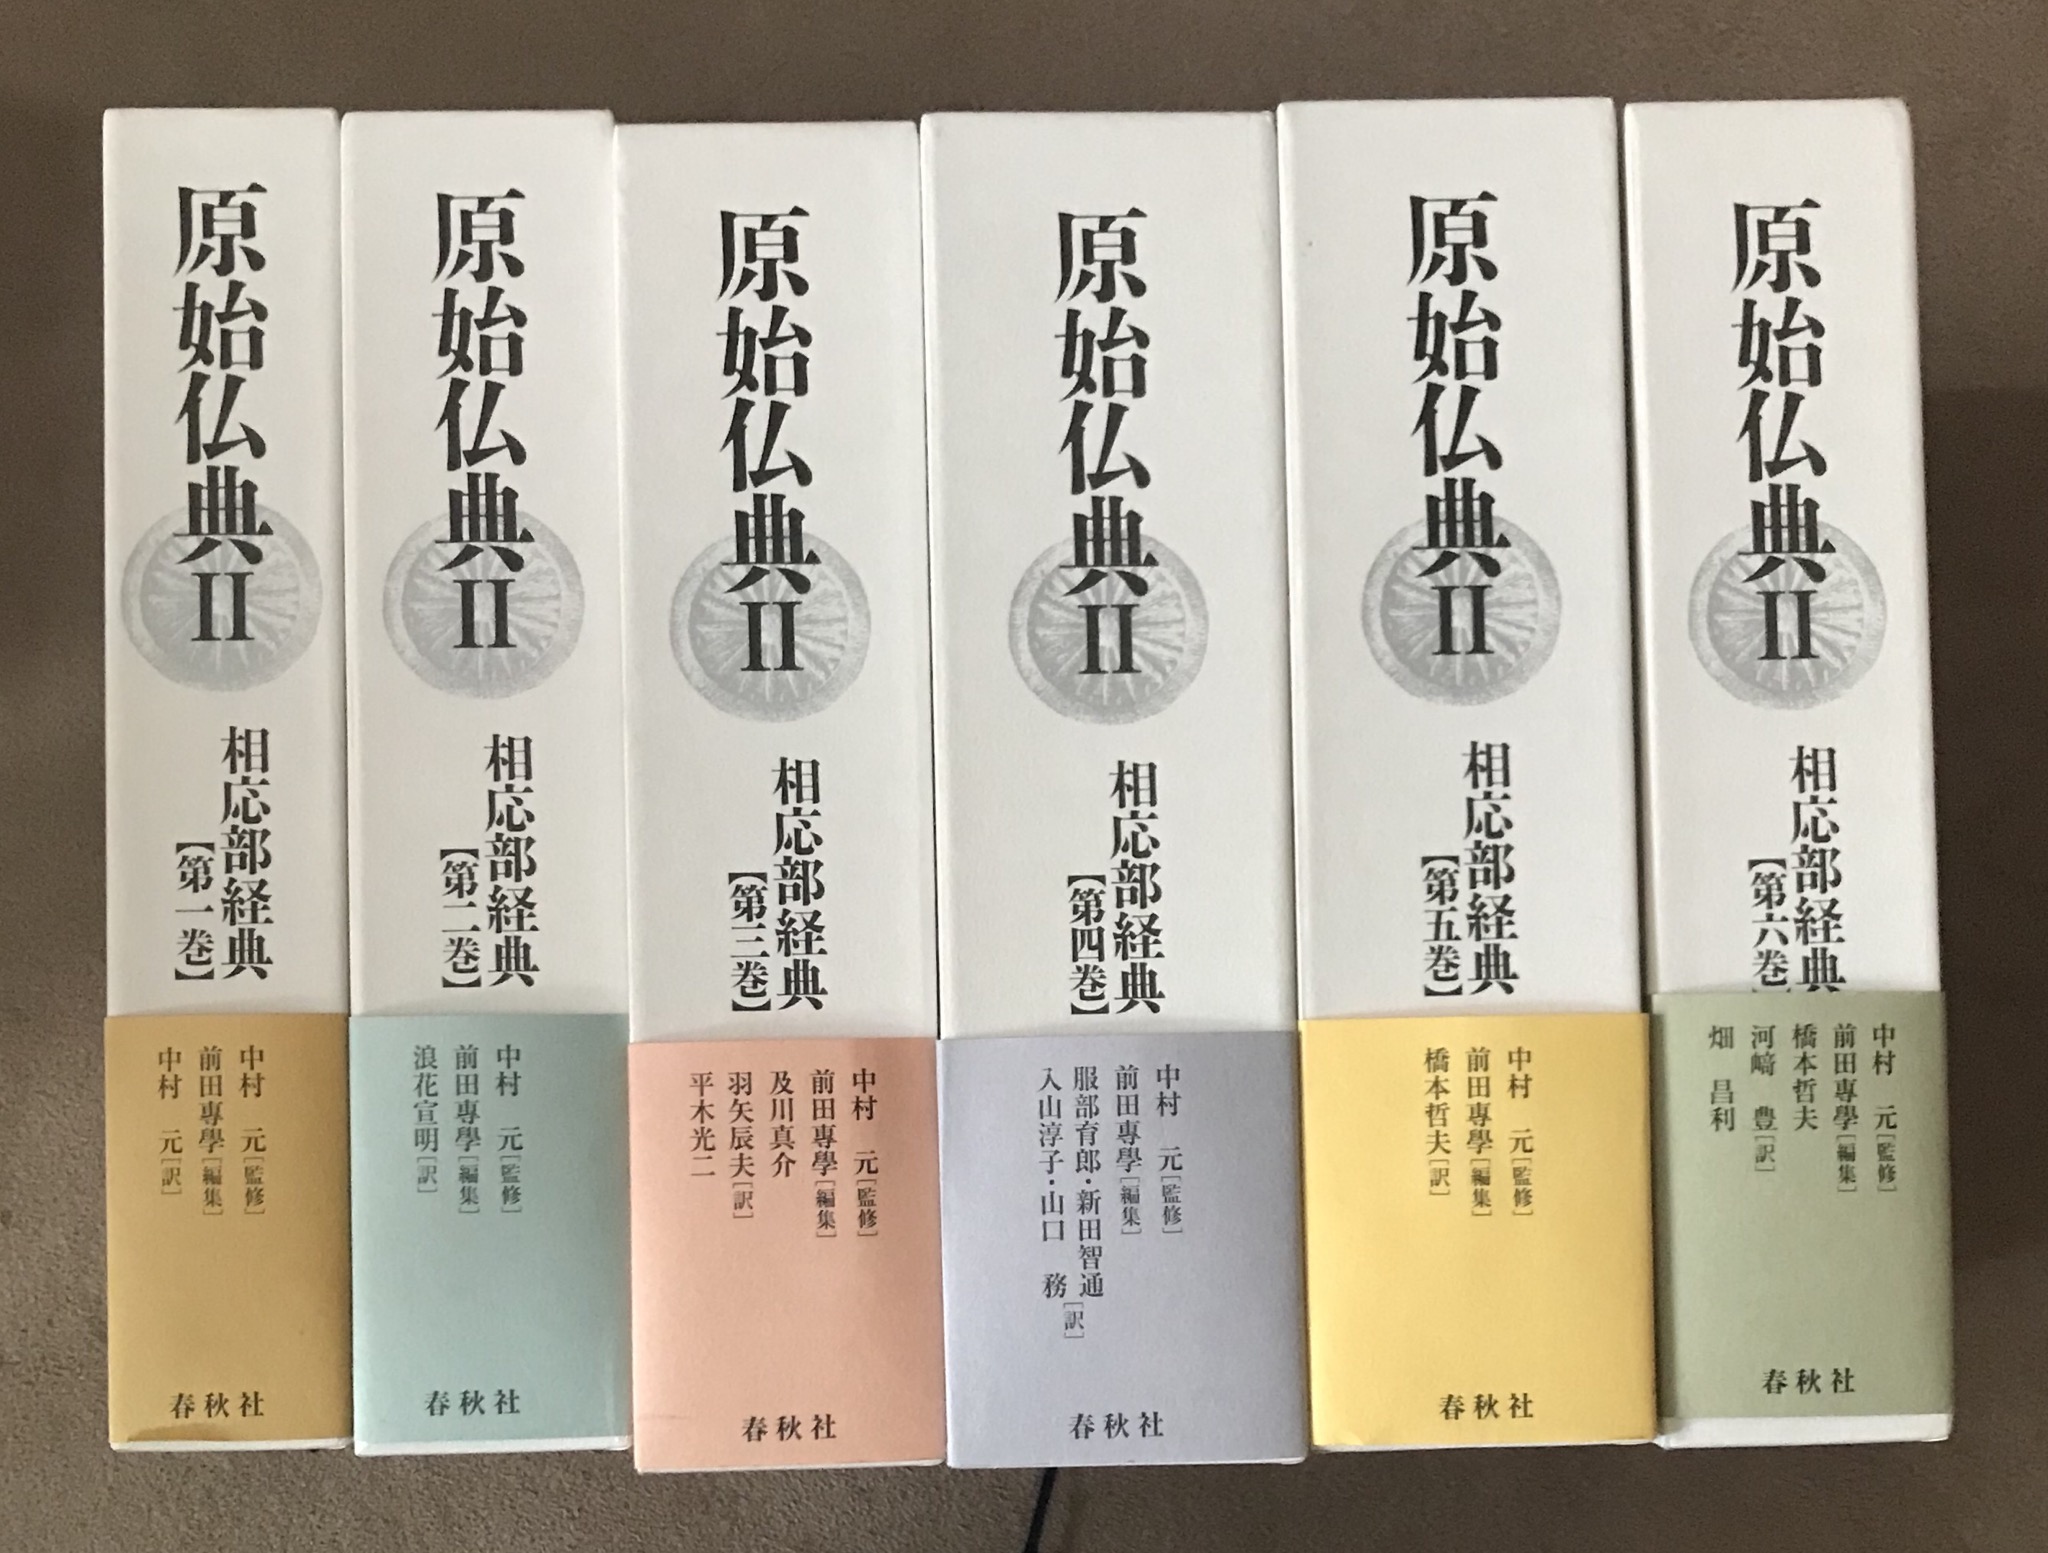 原始仏典II
相応部経典
【第一巻】
中村 元［監修］
前田專學［編集］
中村 元［訳］
春秋社
原始仏典II
相応部経典
【第二巻】
中村 元［監修］
前田專學［編集］
浪花宣明［訳］
春秋社
原始仏典II
相応部経典
【第三巻】
中村 元［監修］
前田專學［編集］
及川真介
羽矢辰夫［訳］
平木光二
春秋社
原始仏典II
相応部経典
【第四巻】
中村 元［監修］
前田專學［編集］
服部育郎・新田智通
入山淳子・山口 務［訳］
春秋社
原始仏典II
相応部経典
【第五巻】
中村 元［監修］
前田專學［編集］
橋本哲夫［訳］
春秋社
原始仏典II
相応部経典
【第六巻】
中村 元［監修］
前田專學［編集］
橋本哲夫
河﨑 豊［訳］
畑 昌利
春秋社